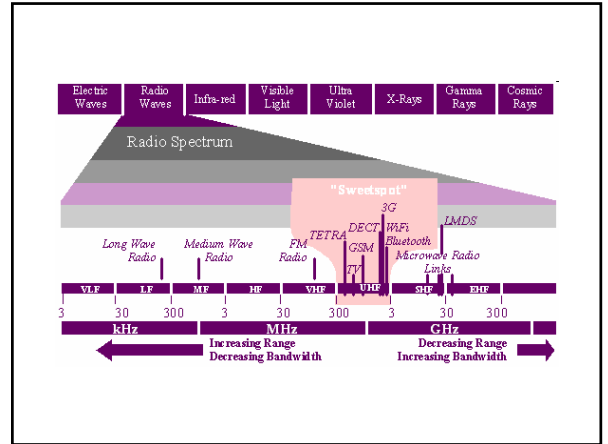 Electric Waves
Radio Waves
Infra-red
Visible Light
Ultra Violet
X-Rays
Gamma Rays
Cosmic Rays
Radio Spectrum
"Sweetspot"
3G
LMDS
DECT
WiFi
TETRA
Bluetooth
Long Wave Radio
Medium Wave Radio
FM Radio
GSM
Microwave Radio Links
TV
VLF
LF
MF
HF
VHF
UHF
SHF
EHF
3 30 300 3 30 300 3 30 300
kHz MHz GHz
Increasing Range
Decreasing Bandwidth
Decreasing Range
Increasing Bandwidth